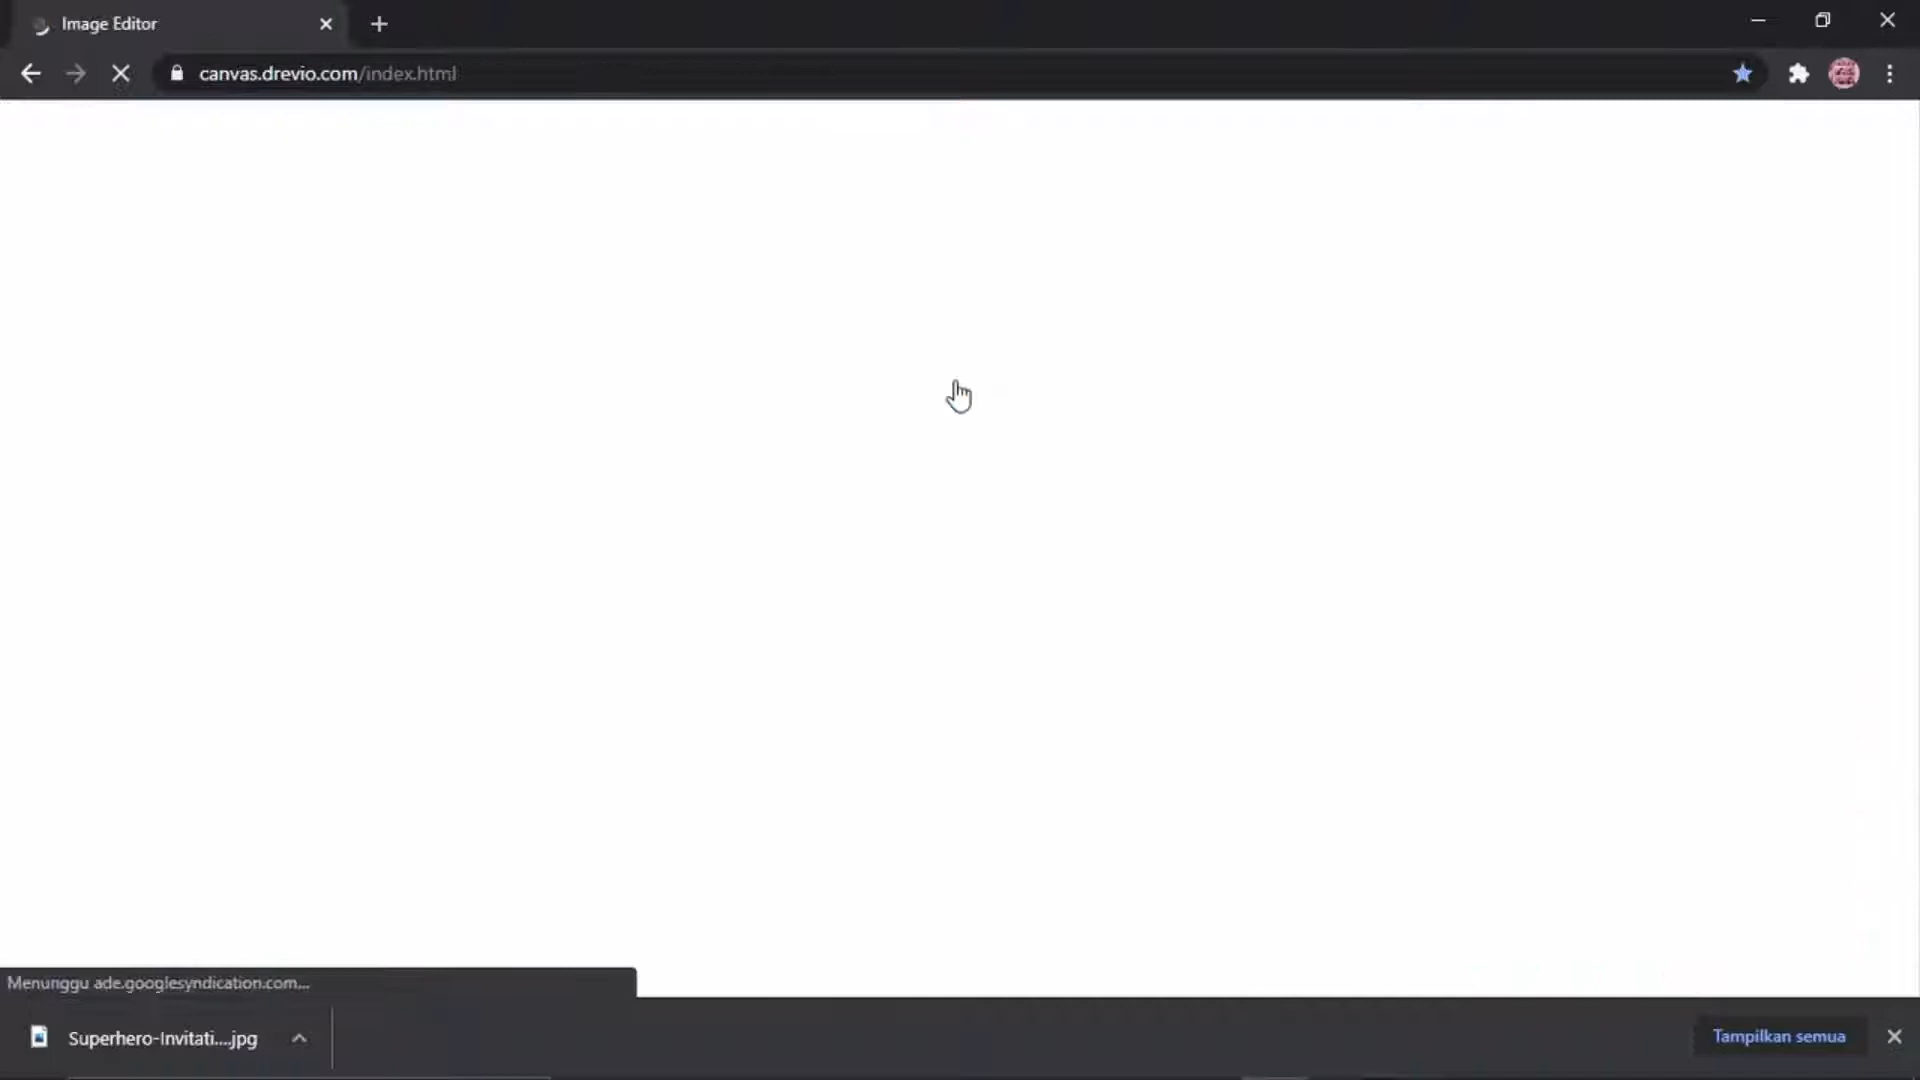 Image Editor
canvas.drevio.com/index.html
Menunggu ade.googlesyndication.com...
Superhero-Invitati....jpg
Tampilkan semua